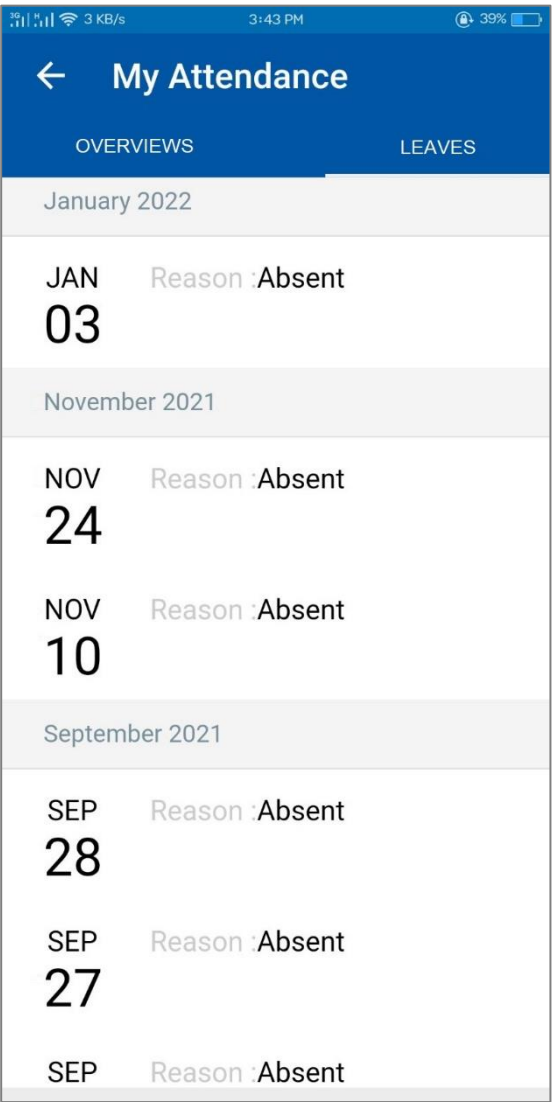 3G 3 KB/s 3:43 PM 39%
My Attendance
OVERVIEWS LEAVES
January 2022
JAN Reason :Absent
03
November 2021
NOV Reason :Absent
24
NOV Reason :Absent
10
September 2021
SEP Reason :Absent
28
SEP Reason :Absent
27
SEP Reason :Absent